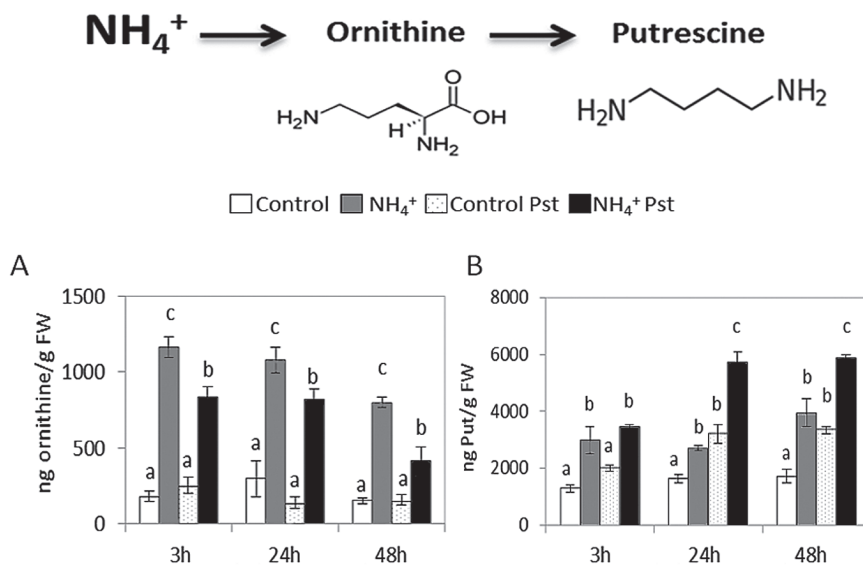 NH₄⁺ Ornithine Putrescine
O
H₂N OH
H
NH₂
H₂N NH₂
Control NH₄⁺ Control Pst NH₄⁺ Pst
A
ng ornithine/g FW
1500
1000
500
0
c
b
a a
c
b
a a
c
b
a a
3h 24h 48h
B
ng Put/g FW
8000
6000
4000
2000
0
a b a b
a b b c
a b b c
3h 24h 48h